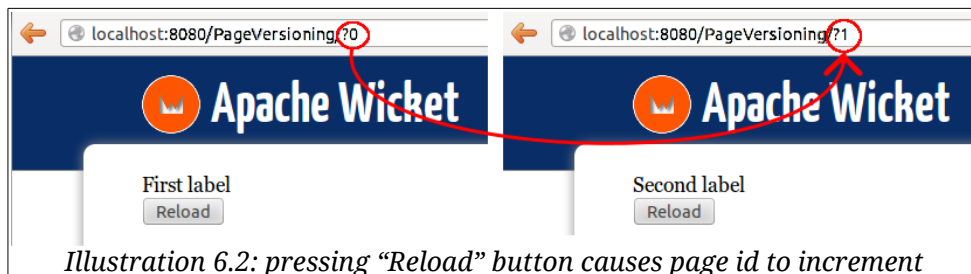 localhost:8080/PageVersioning/?0
Apache Wicket
First label
Reload
localhost:8080/PageVersioning/?1
Apache Wicket
Second label
Reload
Illustration 6.2: pressing “Reload” button causes page id to increment